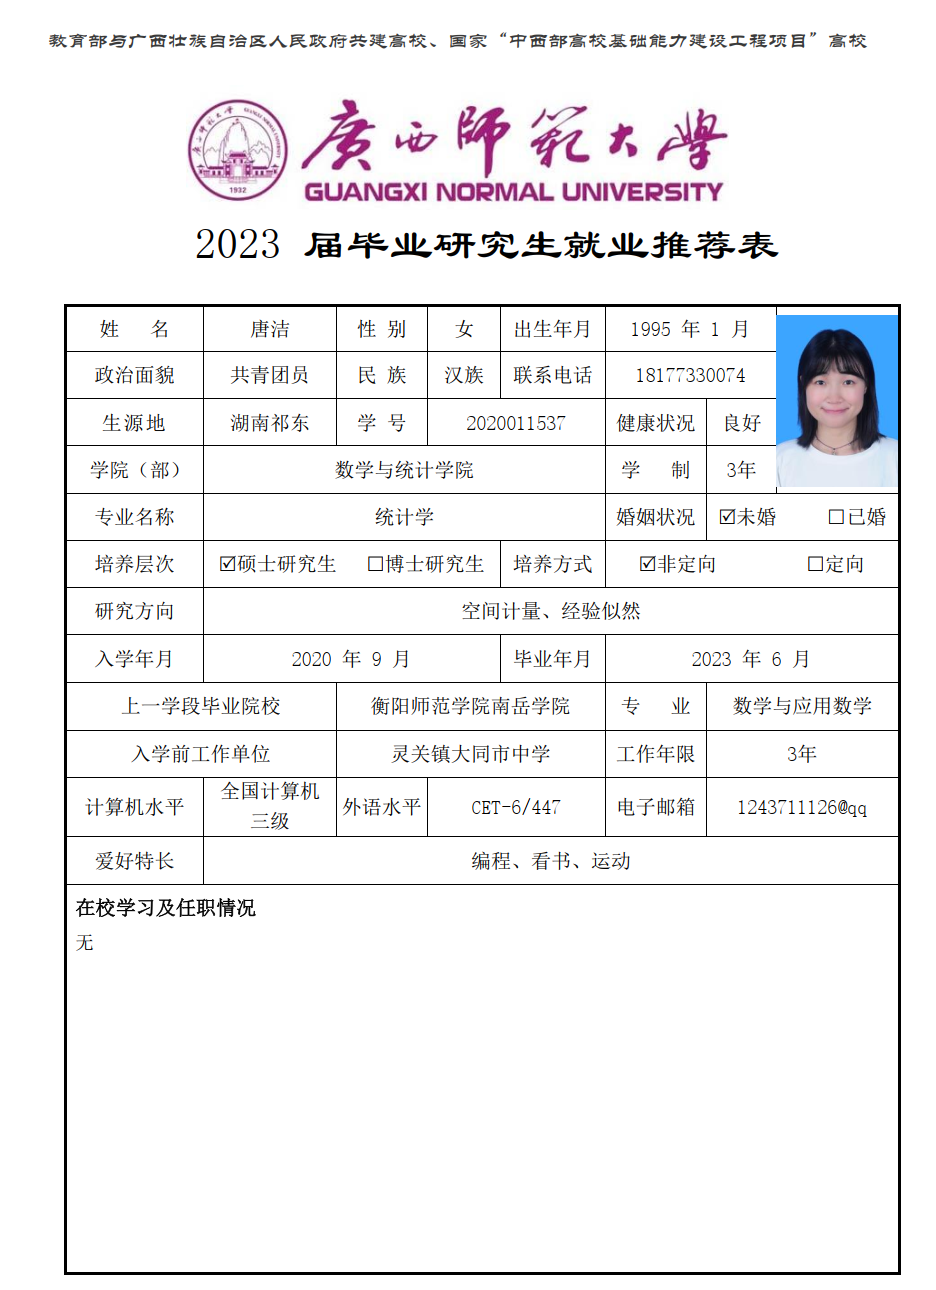 教育部与广西壮族自治区人民政府共建高校、国家“中西部高校基础能力建设工程项目”高校
广西师范大学
GUANGXI NORMAL UNIVERSITY
1932
廣西師範大學
GUANGXI NORMAL UNIVERSITY
2023 届毕业研究生就业推荐表
姓 名 唐洁 性 别 女 出生年月 1995 年 1 月
政治面貌 共青团员 民 族 汉族 联系电话 18177330074
生源地 湖南祁东 学 号 2020011537 健康状况 良好
学院（部） 数学与统计学院 学 制 3年
专业名称 统计学 婚姻状况 ☑未婚 ☐已婚
培养层次 ☑硕士研究生 ☐博士研究生 培养方式 ☑非定向 ☐定向
研究方向 空间计量、经验似然
入学年月 2020 年 9 月 毕业年月 2023 年 6 月
上一学段毕业院校 衡阳师范学院南岳学院 专 业 数学与应用数学
入学前工作单位 灵关镇大同市中学 工作年限 3年
计算机水平 全国计算机三级 外语水平 CET-6/447 电子邮箱 1243711126@qq
爱好特长 编程、看书、运动
在校学习及任职情况
无